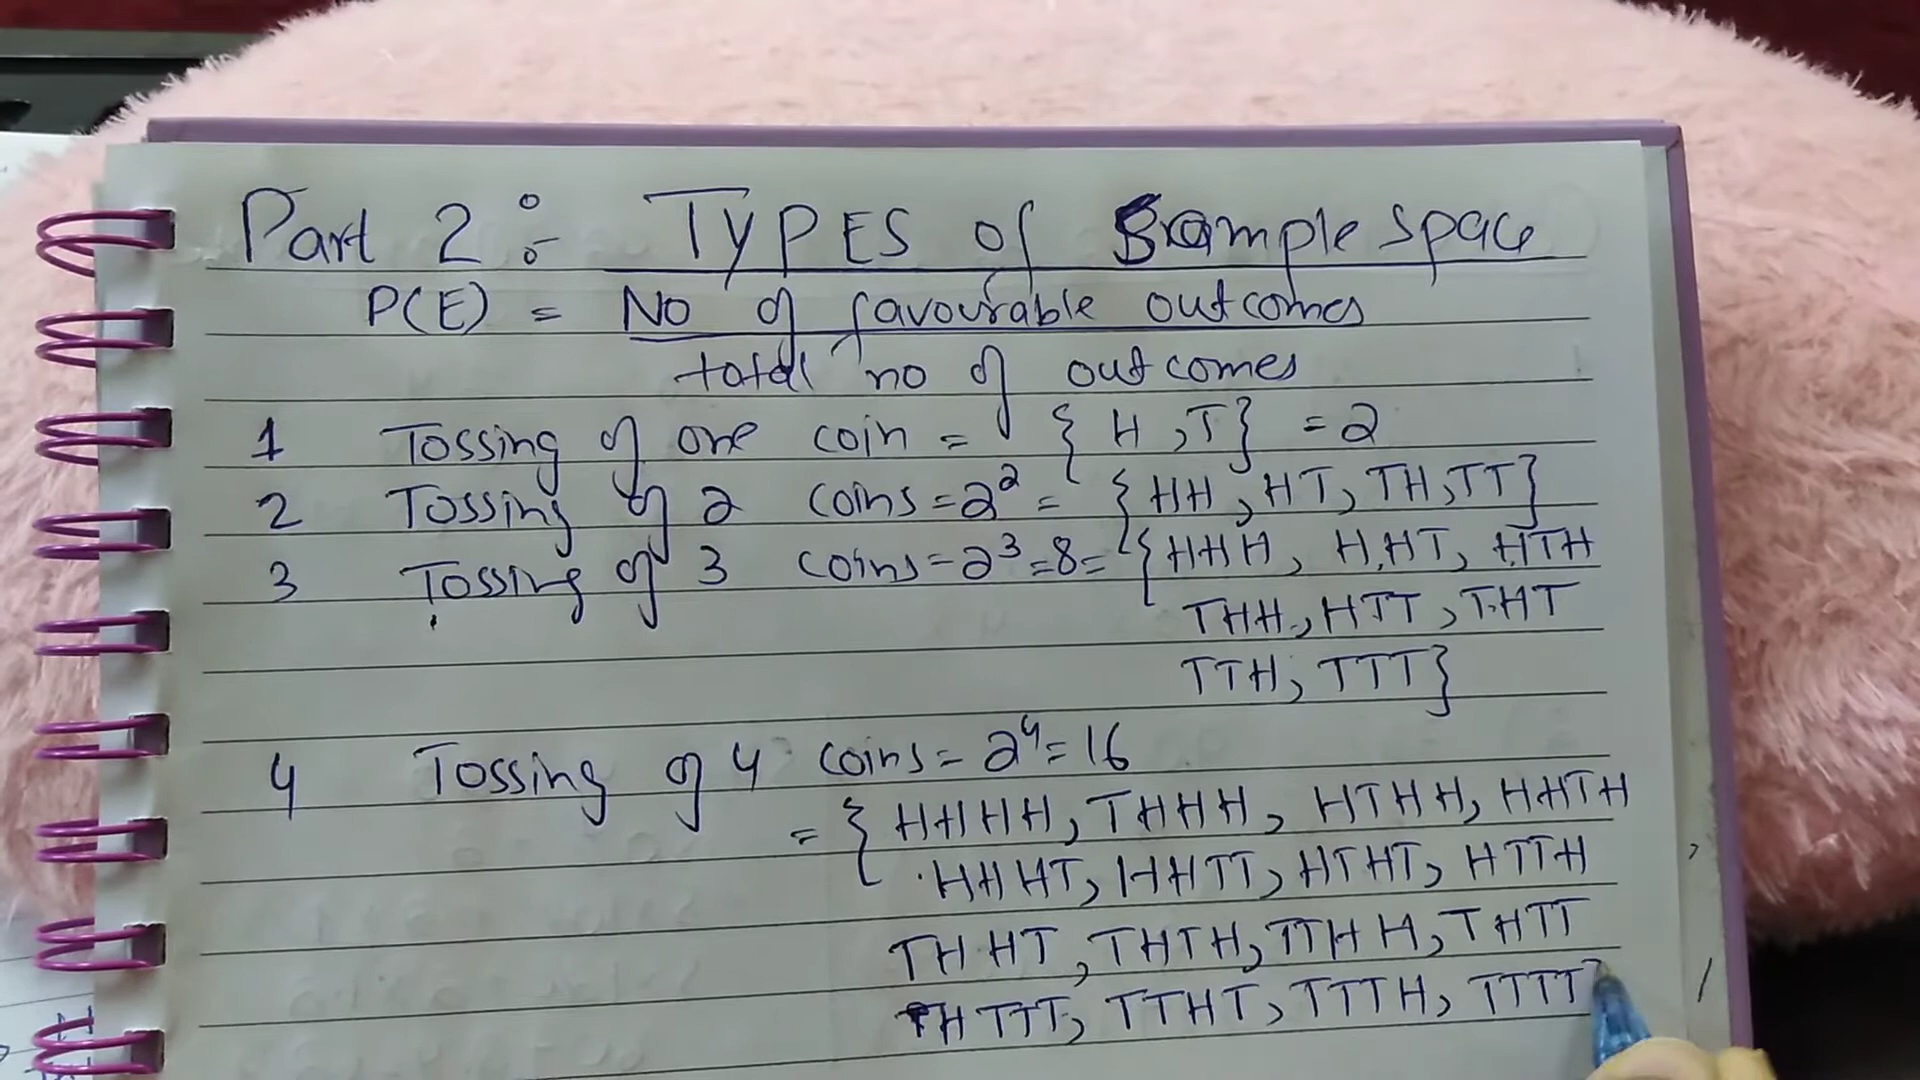 Part 2: TYPES of Sample space
P(E) = No of favourable outcomes
total no of outcomes
1 Tossing of one coin = { H, T} = 2
2 Tossing of 2 coins = 2² = {HH, HT, TH, TT}
3 Tossing of 3 coins = 2³ = 8 = {HHH, HHT, HTH
THH, HTT, THT
TTH, TTT}
4 Tossing of 4 coins = 2⁴ = 16
= {HHHH, THHH, HTHH, HHTH
HHHT, HHTT, HTHT, HTTH
THHT, THTH, TTHH, THTT
HTTT, TTHT, TTTH, TTTT}